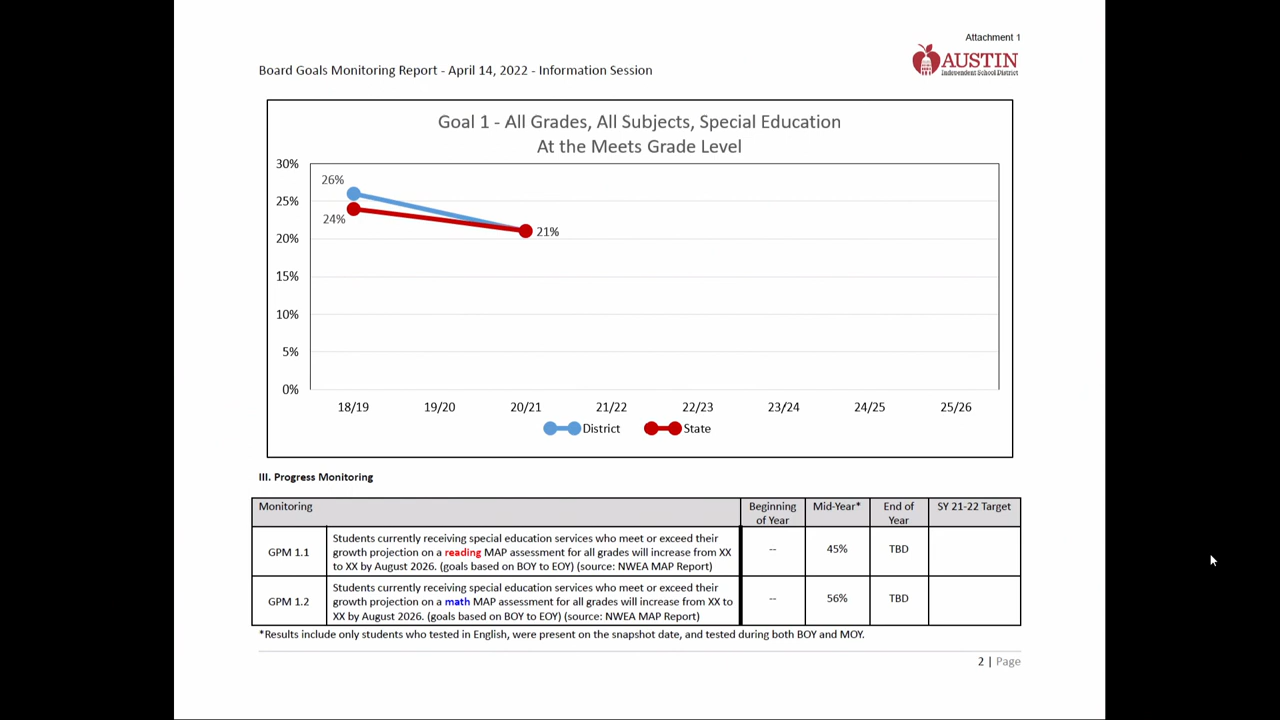 Attachment 1
AUSTIN
Independent School District
Board Goals Monitoring Report - April 14, 2022 - Information Session
Goal 1 - All Grades, All Subjects, Special Education
At the Meets Grade Level
30%
25%
20%
15%
10%
5%
0%
26%
24%
21%
18/19 19/20 20/21 21/22 22/23 23/24 24/25 25/26
District State
III. Progress Monitoring
Monitoring
Beginning
of Year
Mid-Year*
End of
Year
SY 21-22 Target
GPM 1.1
Students currently receiving special education services who meet or exceed their
growth projection on a reading MAP assessment for all grades will increase from XX
to XX by August 2026. (goals based on BOY to EOY) (source: NWEA MAP Report)
-- 45% TBD
GPM 1.2
Students currently receiving special education services who meet or exceed their
growth projection on a math MAP assessment for all grades will increase from XX to
XX by August 2026. (goals based on BOY to EOY) (source: NWEA MAP Report)
-- 56% TBD
*Results include only students who tested in English, were present on the snapshot date, and tested during both BOY and MOY.
2 | Page